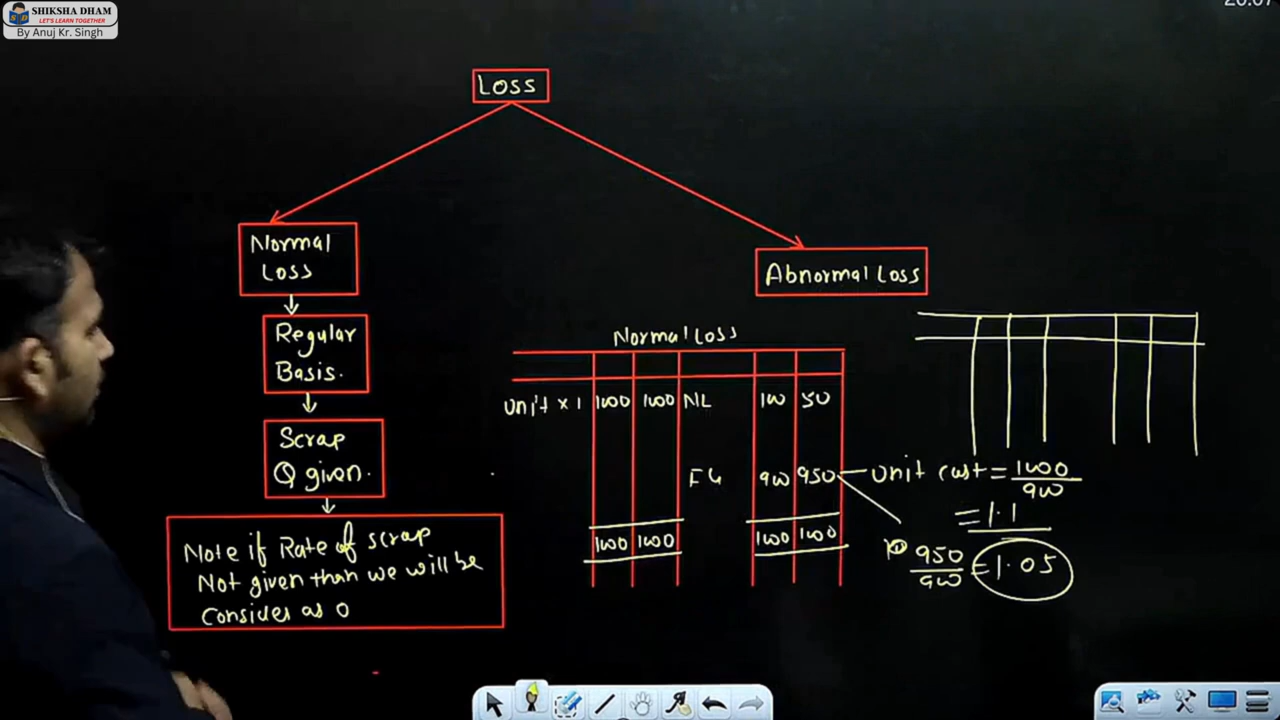 SHIKSHA DHAM
LET'S LEARN TOGETHER
By Anuj Kr. Singh
20:07
Loss
Normal
Loss
Abnormal Loss
Regular
Basis.
Scrap
Q given.
Note if Rate of scrap
Not given than we will be
Consider as 0
Normal Loss
Unit x 1 1000 1000 NL 100 50
FG 900 950
1000 1000 1000 1000
Unit cost = 1000
900
= 1.1
950
900
= 1.05